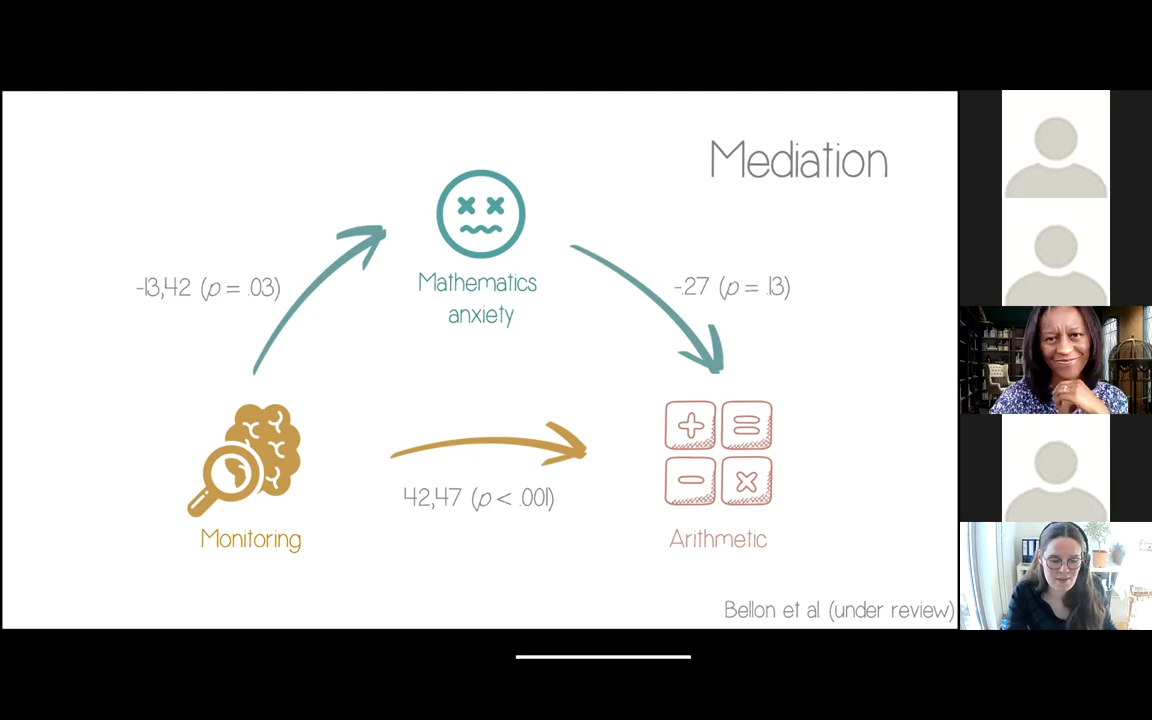 Mediation
-13,42 (p = .03)
Mathematics
anxiety
-.27 (p = .13)
42,47 (p < .001)
Monitoring
Arithmetic
Bellon et al. (under review)